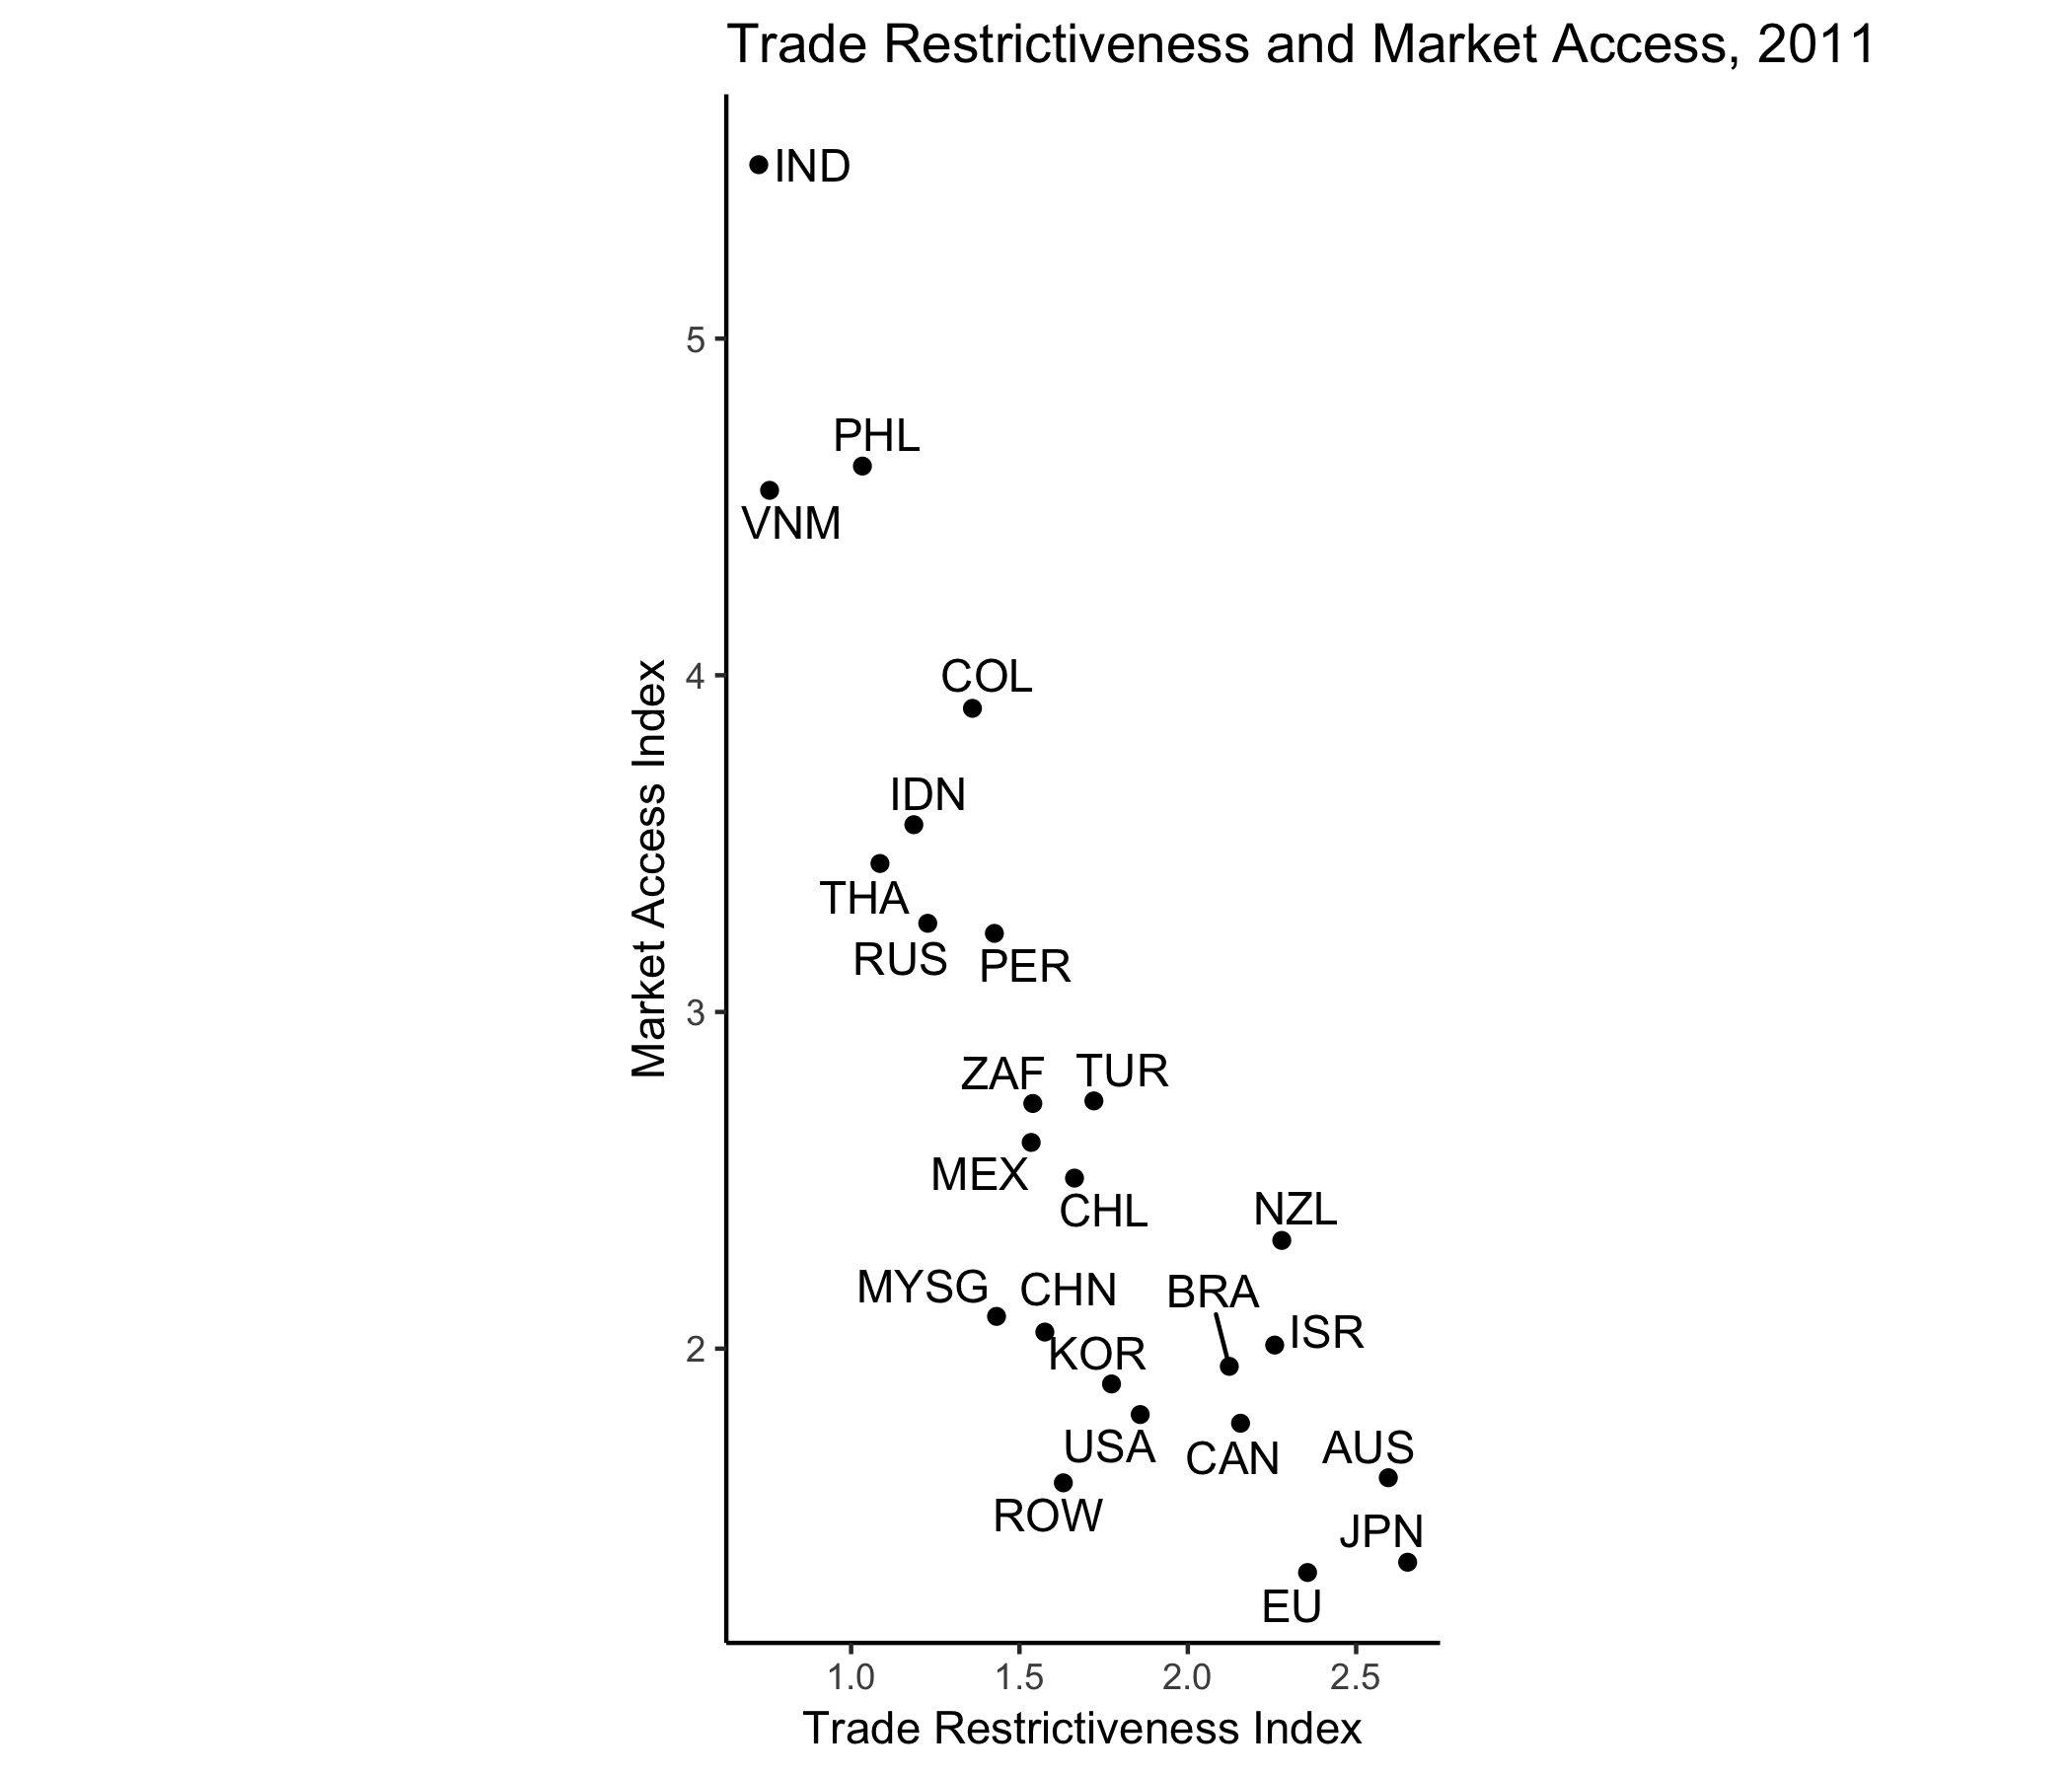 Trade Restrictiveness and Market Access, 2011
IND
5
PHL
VNM
COL
4
IDN
THA
RUS
PER
Market Access Index
3
ZAF
TUR
MEX
CHL
NZL
MYSG
CHN
BRA
ISR
KOR
2
USA
CAN
AUS
ROW
JPN
EU
1.0 1.5 2.0 2.5
Trade Restrictiveness Index